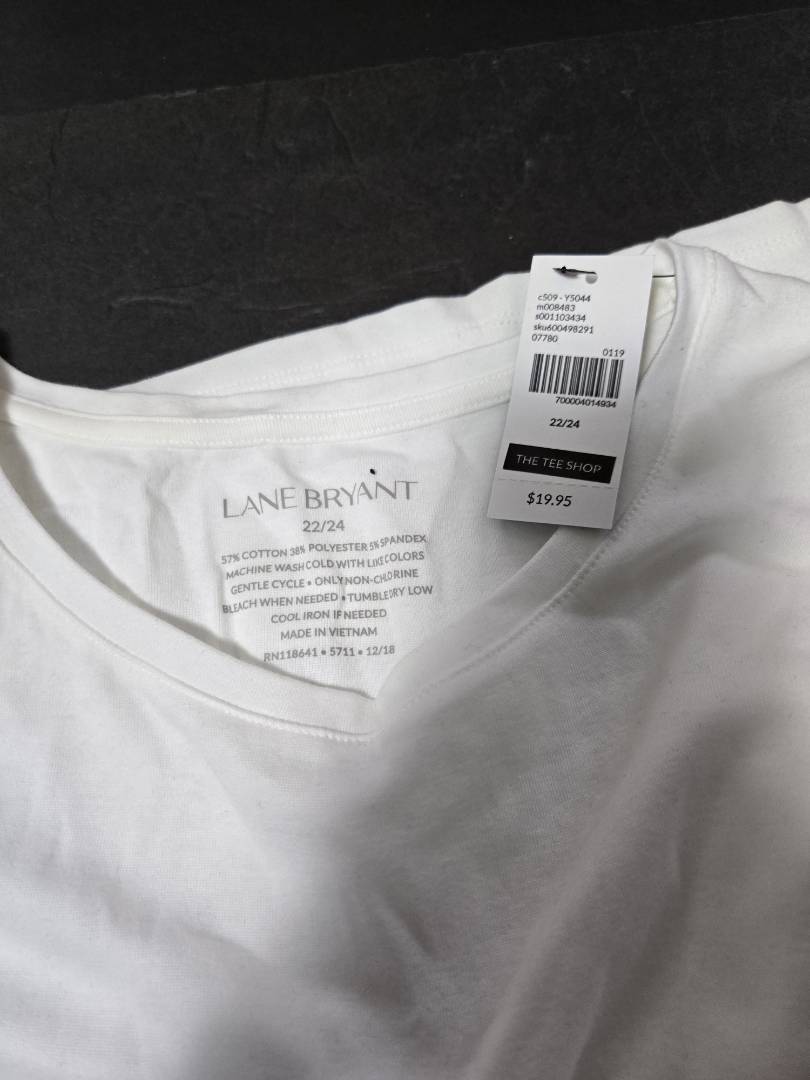 c509 - Y5044
m008483
s001103434
sku600498291
07780
0119
700004014934
22/24
THE TEE SHOP
$19.95
LANE BRYANT
22/24
57% COTTON 38% POLYESTER 5% SPANDEX
MACHINE WASH COLD WITH LIKE COLORS
GENTLE CYCLE • ONLY NON-CHLORINE
BLEACH WHEN NEEDED • TUMBLE DRY LOW
COOL IRON IF NEEDED
MADE IN VIETNAM
RN118641 • 5711 • 12/18